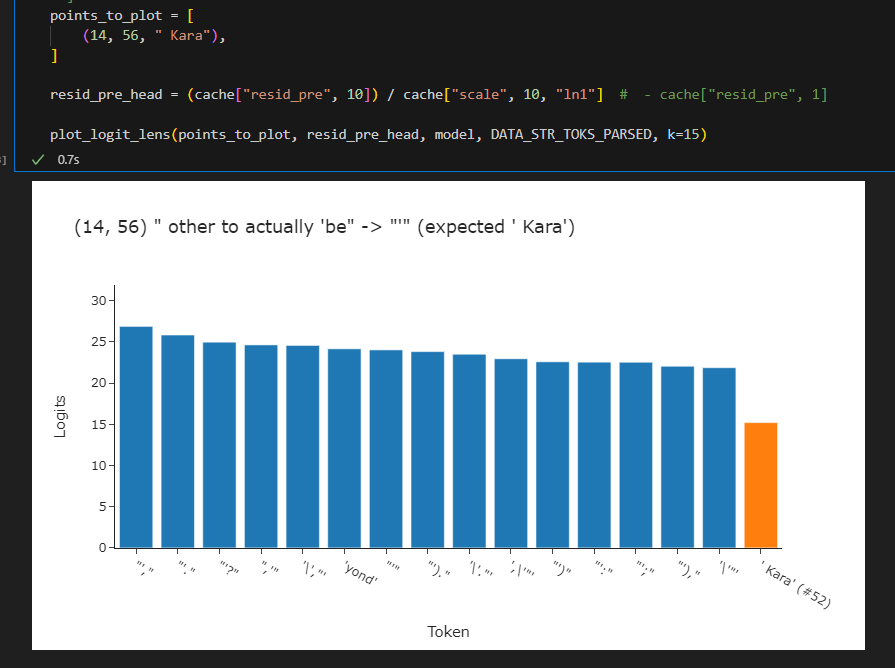 points_to_plot = [
(14, 56, " Kara"),
]
resid_pre_head = (cache["resid_pre", 10]) / cache["scale", 10, "ln1"]  #  - cache["resid_pre", 1]
plot_logit_lens(points_to_plot, resid_pre_head, model, DATA_STR_TOKS_PARSED, k=15)
✓ 0.7s
(14, 56) " other to actually 'be" -> "'" (expected ' Kara')
30
25
20
15
10
5
0
Logits
"'," "'." "'?" ",'" '\',"' 'yond' "'" "')." '\'."' ',\'"' "')" "':" "';" "')," '\'"' ' Kara' (#52)
Token